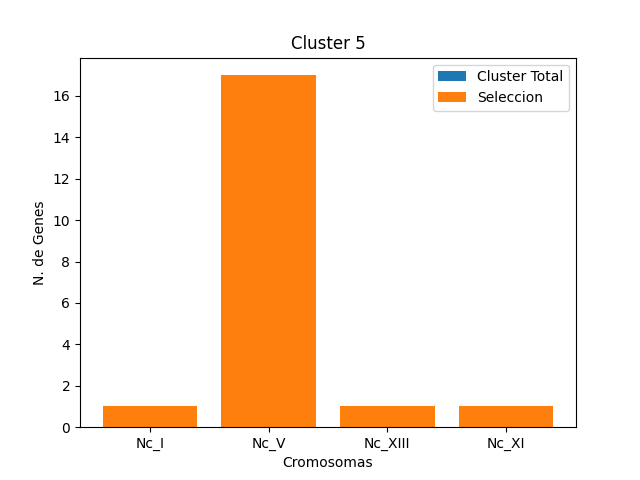 Cluster 5
Cluster Total
Seleccion
N. de Genes
16
14
12
10
8
6
4
2
0
Nc_I Nc_V Nc_XIII Nc_XI
Cromosomas